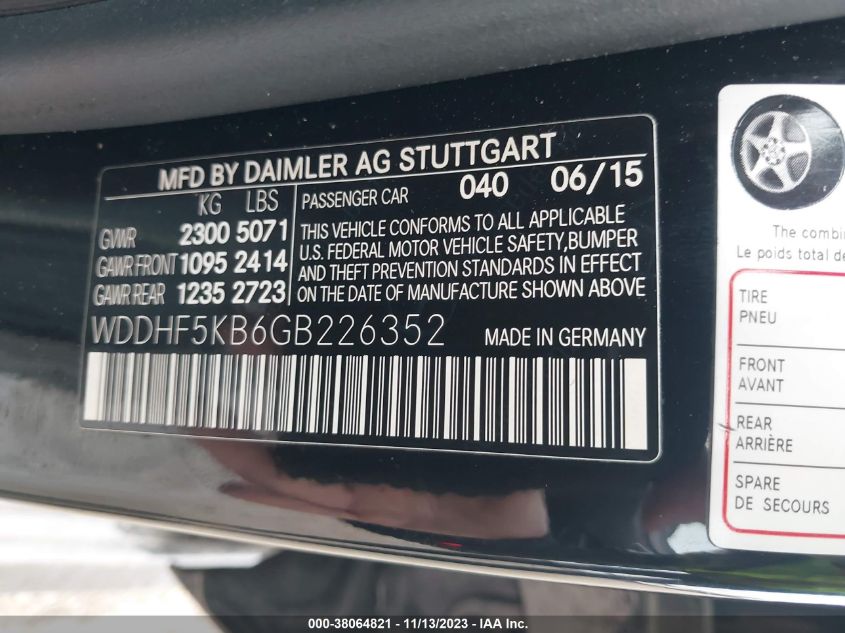 MFD BY DAIMLER AG STUTTGART
KG LBS
GVWR 2300 5071
GAWR FRONT 1095 2414
GAWR REAR 1235 2723
PASSENGER CAR 040 06/15
THIS VEHICLE CONFORMS TO ALL APPLICABLE
U.S. FEDERAL MOTOR VEHICLE SAFETY,BUMPER
AND THEFT PREVENTION STANDARDS IN EFFECT
ON THE DATE OF MANUFACTURE SHOWN ABOVE
WDDHF5KB6GB226352 MADE IN GERMANY
The combin
Le poids total de
TIRE
PNEU
FRONT
AVANT
REAR
ARRIÈRE
SPARE
DE SECOURS
000-38064821 - 11/13/2023 - IAA Inc.